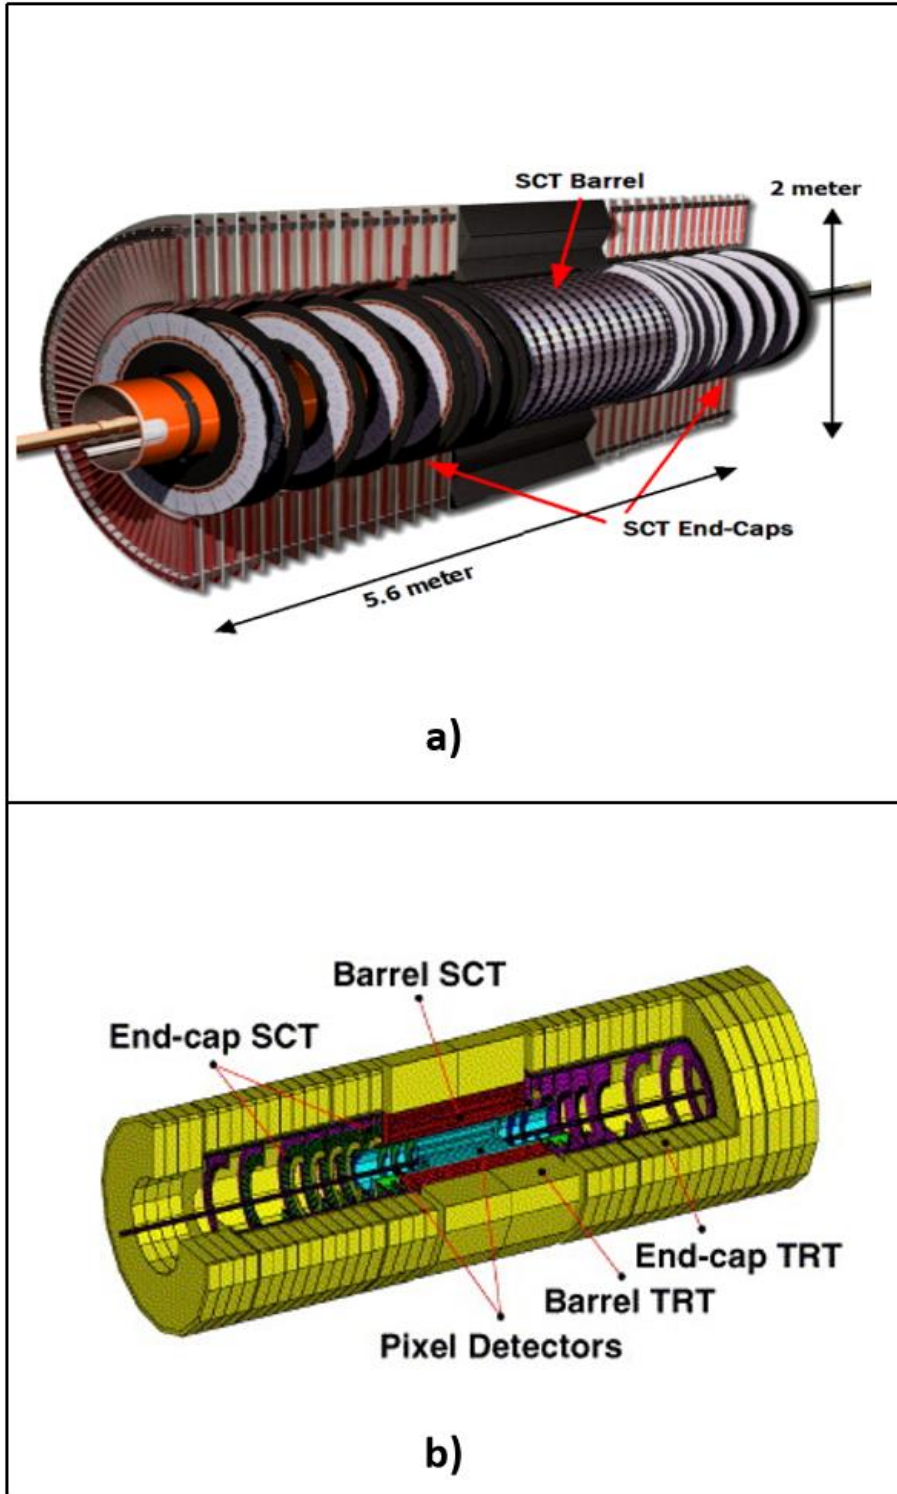 SCT Barrel
2 meter
SCT End-Caps
5.6 meter
a)
Barrel SCT
End-cap SCT
End-cap TRT
Barrel TRT
Pixel Detectors
b)